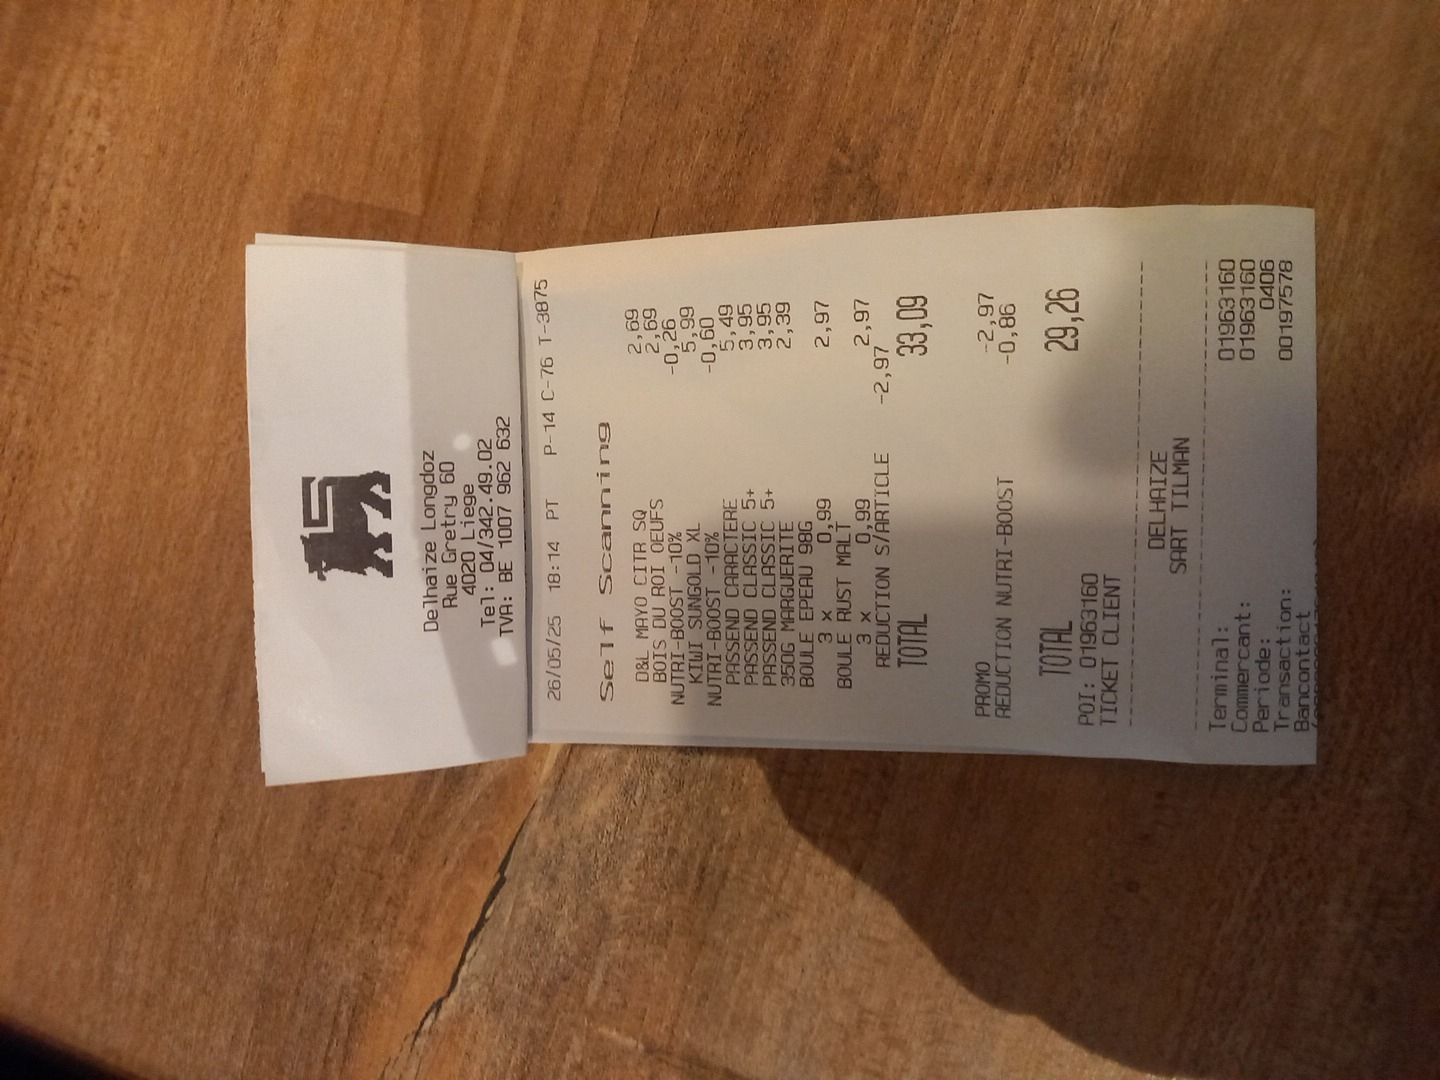 Delhaize Longdoz
Rue Gretry 60
4020 Liege
Tel: 04/342.49.02
TVA: BE 1007 962 632
26/05/25 18:14 PT P-14 C-76 T-3875
Self Scanning
D&L MAYO CITR SQ 2,69
BOIS DU ROI OEUFS 2,69
NUTRI-BOOST -10% -0,26
KIWI SUNGOLD XL 5,99
NUTRI-BOOST -10% -0,60
PASSEND CARACTERE 5,49
PASSEND CLASSIC 5+ 3,95
PASSEND CLASSIC 5+ 3,95
350G MARGUERITE 2,39
BOULE EPEAU 98G
3 x 0,99 2,97
BOULE RUST MALT
3 x 0,99 2,97
REDUCTION S/ARTICLE -2,97
TOTAL 33,09
PROMO -2,97
REDUCTION NUTRI-BOOST -0,86
TOTAL 29,26
POI: 01963160
TICKET CLIENT
DELHAIZE
SART TILMAN
Terminal: 01963160
Commercant: 01963160
Periode: 0406
Transaction: 00197578
Bancontact